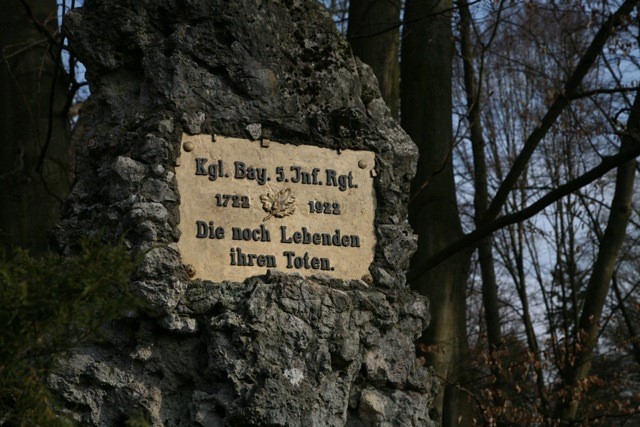 Kgl. Bay. 5. Inf. Rgt.
1722 1922
Die noch Lebenden
ihren Toten.